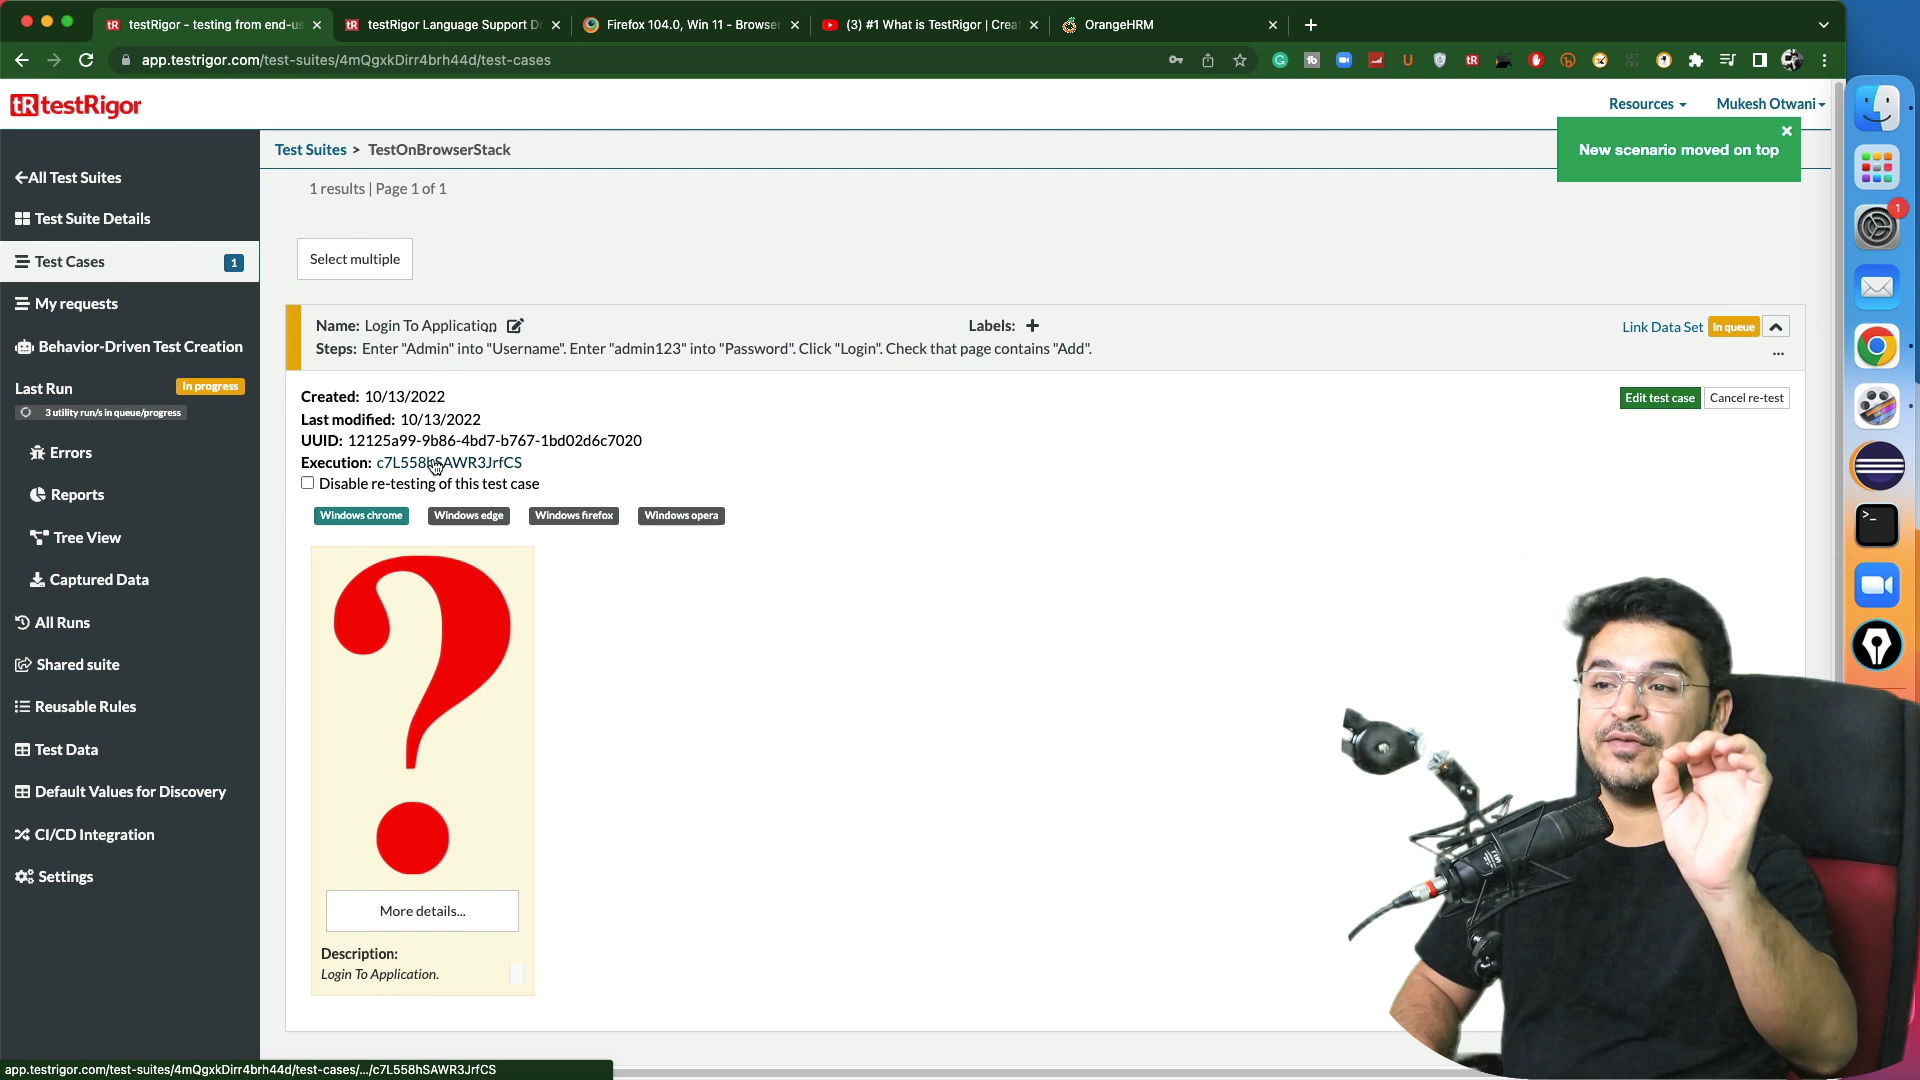 testRigor - testing from end-us
testRigor Language Support Do
Firefox 104.0, Win 11 - Browser
(3) #1 What is TestRigor | Crea
OrangeHRM
app.testrigor.com/test-suites/4mQgxkDirr4brh44d/test-cases
tR testRigor
Resources
Mukesh Otwani
Test Suites > TestOnBrowserStack
New scenario moved on top
1 results | Page 1 of 1
Select multiple
All Test Suites
Test Suite Details
Test Cases 1
My requests
Behavior-Driven Test Creation
Last Run In progress
3 utility run/s in queue/progress
Errors
Reports
Tree View
Captured Data
All Runs
Shared suite
Reusable Rules
Test Data
Default Values for Discovery
CI/CD Integration
Settings
Name: Login To Application
Labels:
Link Data Set In queue
Steps: Enter "Admin" into "Username". Enter "admin123" into "Password". Click "Login". Check that page contains "Add".
...
Created: 10/13/2022
Edit test case Cancel re-test
Last modified: 10/13/2022
UUID: 12125a99-9b86-4bd7-b767-1bd02d6c7020
Execution: c7L558hSAWR3JrfCS
Disable re-testing of this test case
Windows chrome Windows edge Windows firefox Windows opera
?
More details...
Description:
Login To Application.
app.testrigor.com/test-suites/4mQgxkDirr4brh44d/test-cases/.../c7L558hSAWR3JrfCS